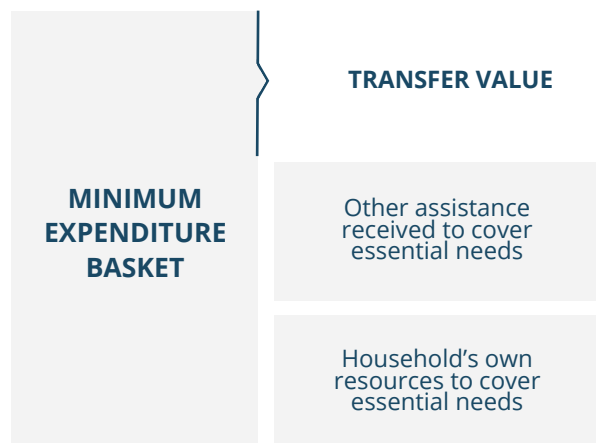 MINIMUM
EXPENDITURE
BASKET
TRANSFER VALUE
Other assistance
received to cover
essential needs
Household’s own
resources to cover
essential needs